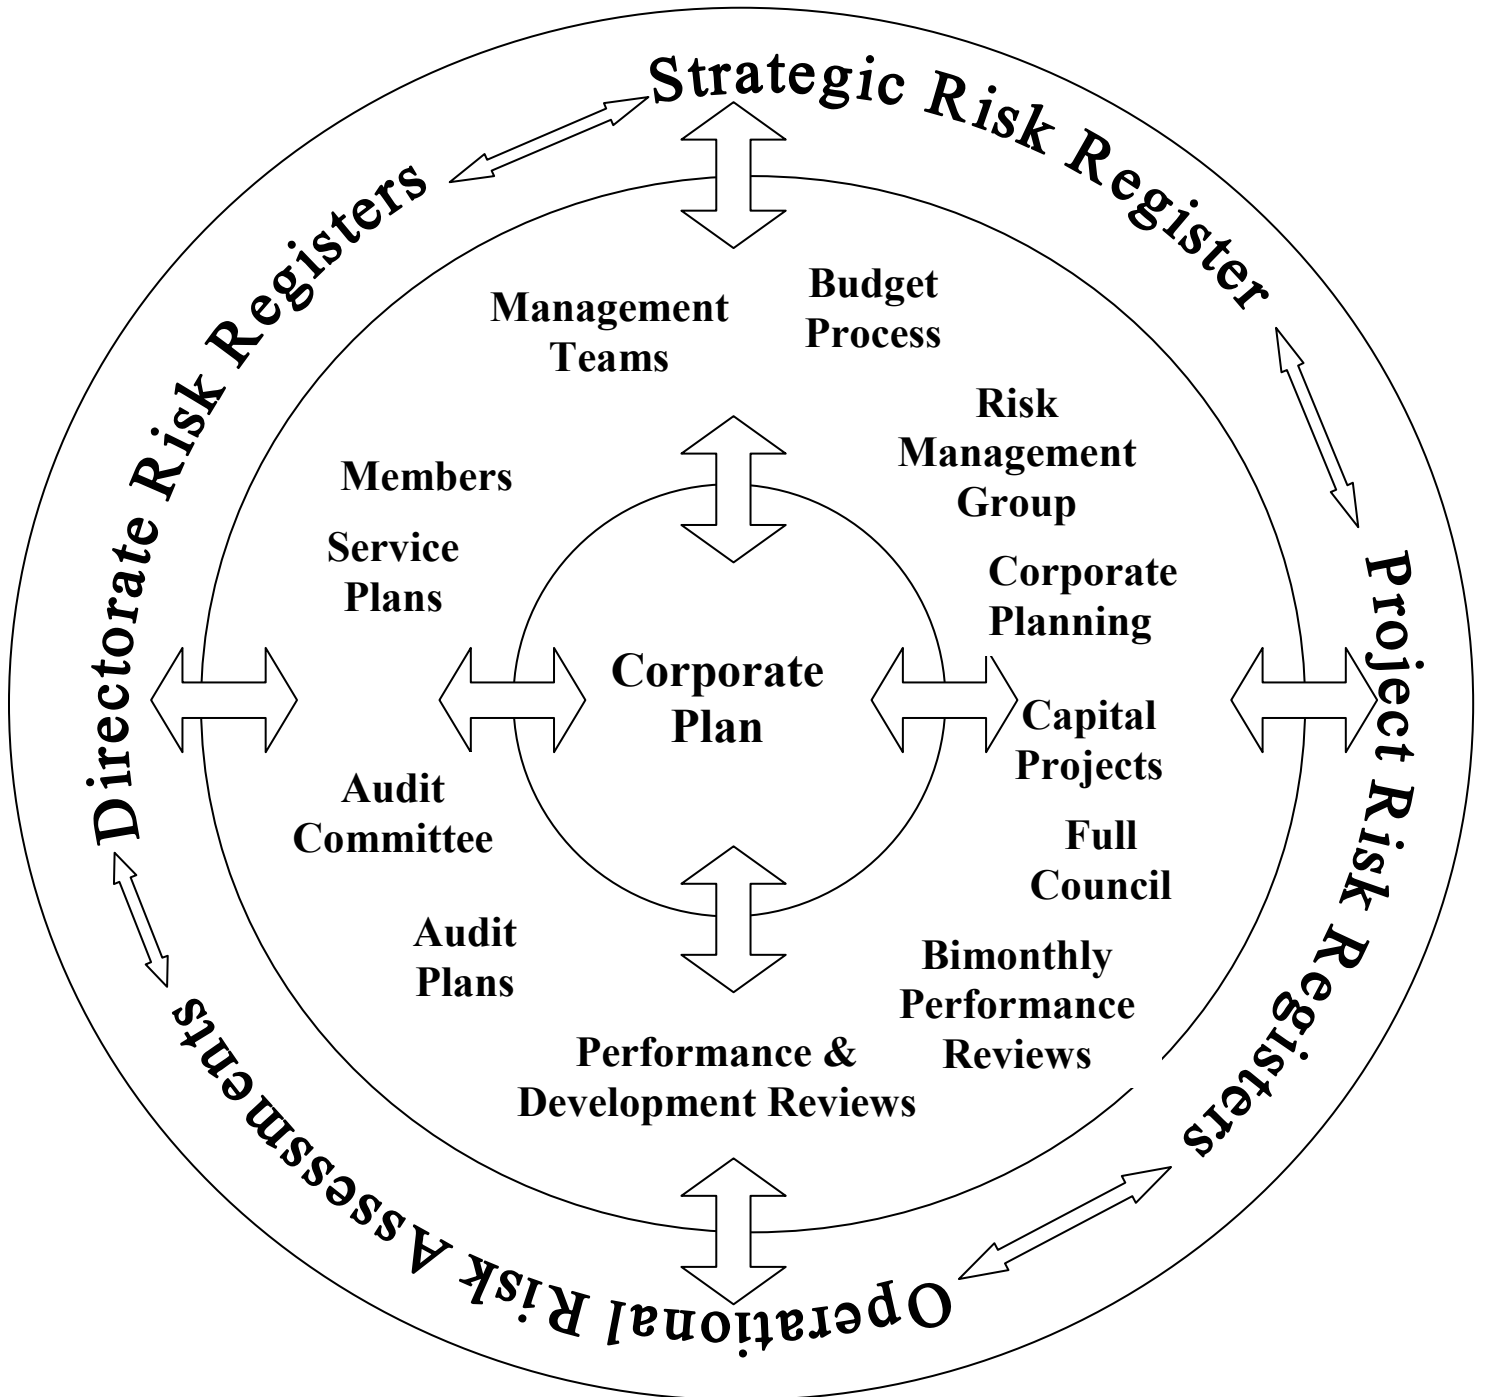 Strategic Risk Register
Directorate Risk Registers
Project Risk Registers
Operational Risk Assessments
Management
Teams
Budget
Process
Risk
Management
Group
Members
Service
Plans
Corporate
Planning
Corporate
Plan
Capital
Projects
Audit
Committee
Full
Council
Audit
Plans
Bimonthly
Performance
Reviews
Performance &
Development Reviews